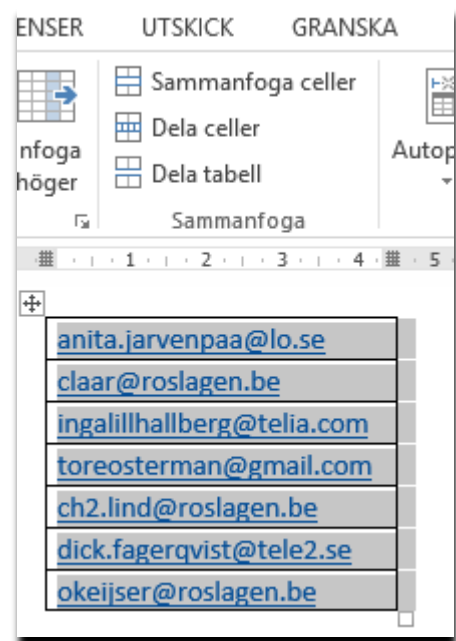 ENSER UTSKICK GRANSKA
Sammanfoga celler
Dela celler
nfoga
höger
Dela tabell
Autop
Sammanfoga
1 2 3 4 5
anita.jarvenpaa@lo.se
claar@roslagen.be
ingalillhallberg@telia.com
toreosterman@gmail.com
ch2.lind@roslagen.be
dick.fagerqvist@tele2.se
okeijser@roslagen.be